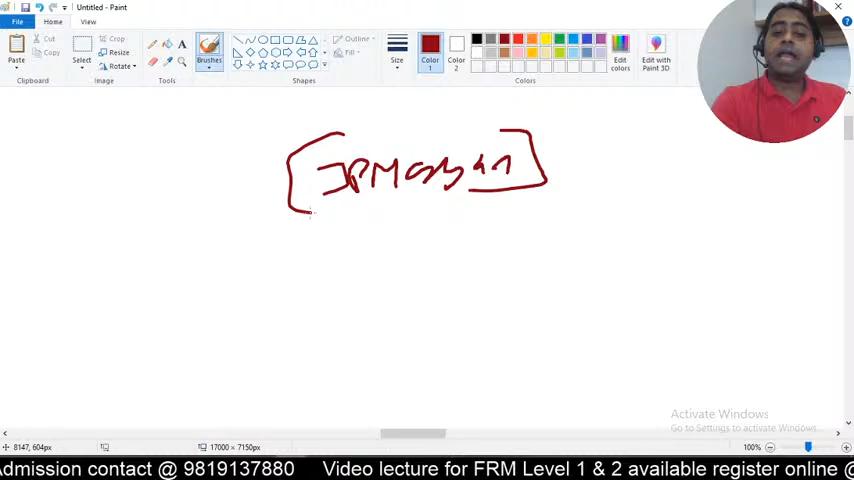 Untitled - Paint
File Home View
Paste
Cut
Copy
Clipboard
Select
Crop
Resize
Rotate
Image
A
Tools
Brushes
Outline
Fill
Shapes
Size
Color 1
Color 2
Colors
Edit colors
Edit with Paint 3D
JPMorgan
Activate Windows
Go to Settings to activate Windows.
8147, 604px
17000 × 7150px
100%
Admission contact @ 9819137880 Video lecture for FRM Level 1 & 2 available register online @